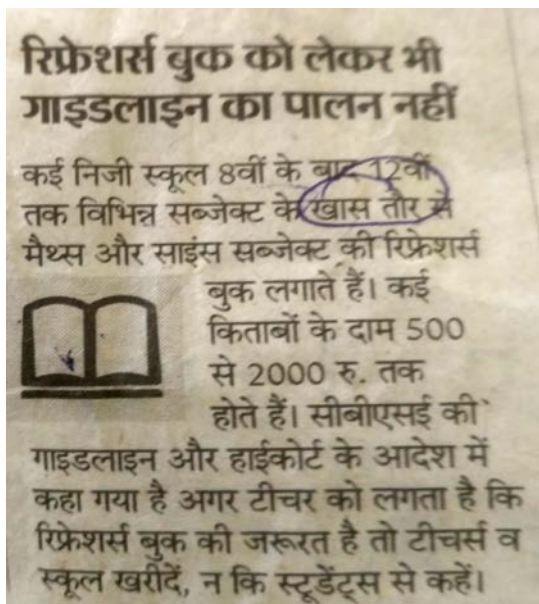 रिफ्रेशर्स बुक को लेकर भी
गाइडलाइन का पालन नहीं
कई निजी स्कूल 8वीं के बाद 12वीं
तक विभिन्न सब्जेक्ट के खास तौर से
मैथ्स और साइंस सब्जेक्ट की रिफ्रेशर्स
बुक लगाते हैं। कई
किताबों के दाम 500
से 2000 रु. तक
होते हैं। सीबीएसई की
गाइडलाइन और हाईकोर्ट के आदेश में
कहा गया है अगर टीचर को लगता है कि
रिफ्रेशर्स बुक की जरूरत है तो टीचर्स व
स्कूल खरीदें, न कि स्टूडेंट्स से कहें।